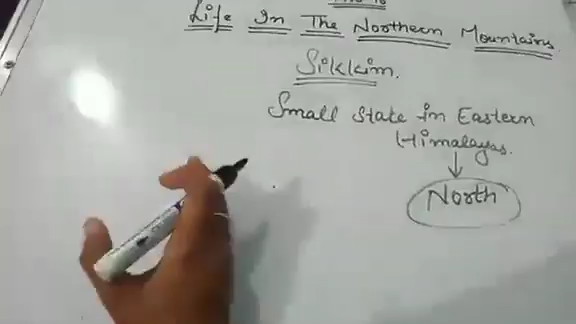 Life In The Northern Mountains.
Sikkim.
Small State in Eastern
Himalayas.
North